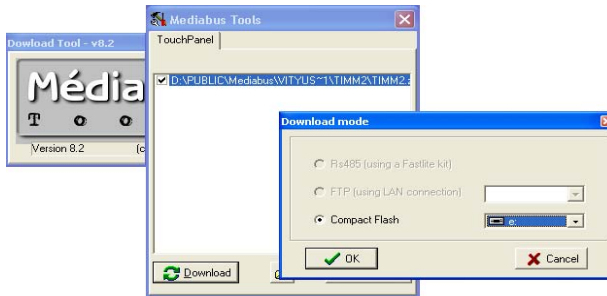 Dowload Tool - v8.2
Média
T o o
Version 8.2 (c
Mediabus Tools
TouchPanel
D:\PUBLIC\Mediabus\VITYUS~1\TIMM2\TIMM2.
Download
Download mode
Rs485 (using a Fastlite kit)
FTP (using LAN connection)
Compact Flash
e:
OK
Cancel